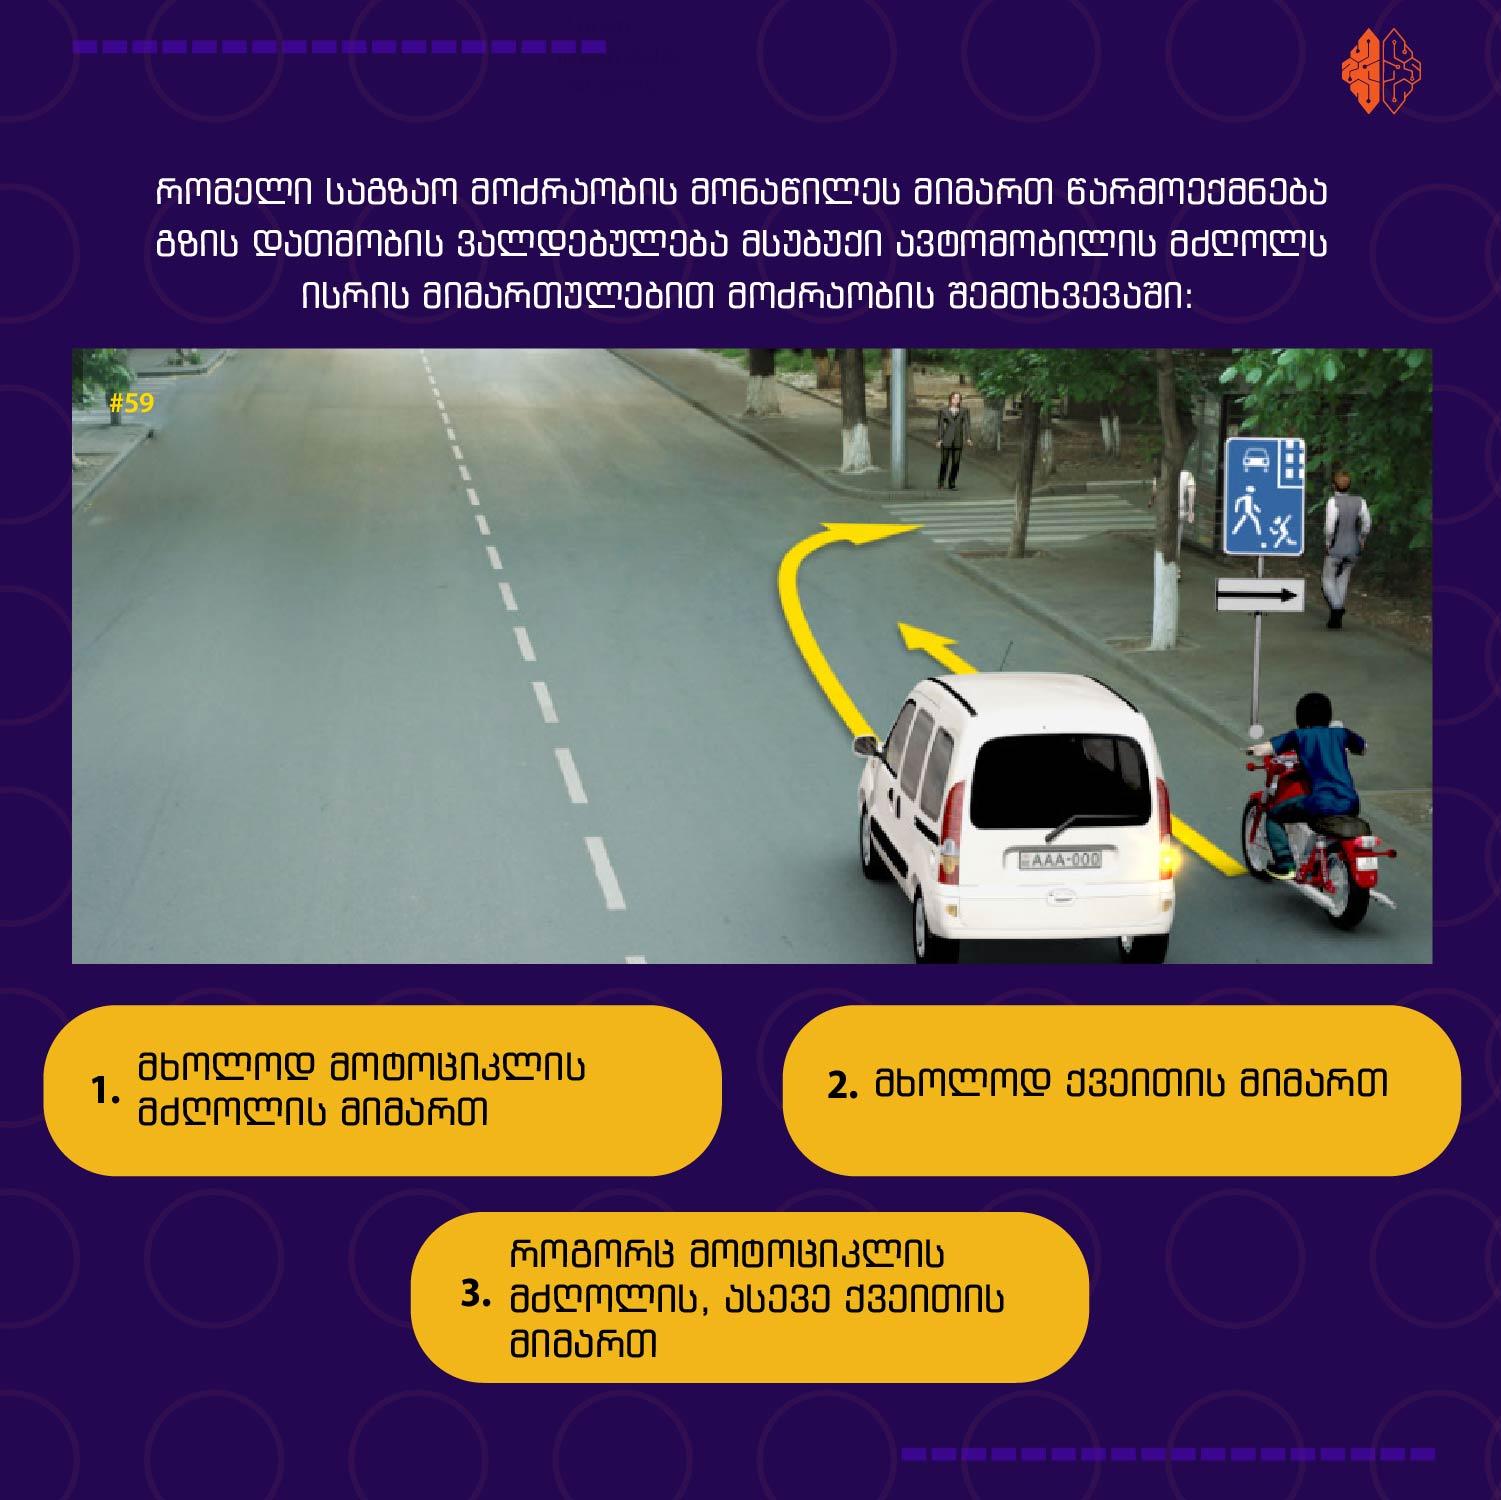 რომელი საგზაო მოძრაობის მონაწილეს მიმართ წარმოექმნება
გზის დათმობის ვალდებულება მსუბუქი ავტომობილის მძღოლს
ისრის მიმართულებით მოძრაობის შემთხვევაში:
#59
AAA-000
1. მხოლოდ მოტოციკლის
მძღოლის მიმართ
2. მხოლოდ ქვეითის მიმართ
როგორც მოტოციკლის
3. მძღოლის, ასევე ქვეითის
მიმართ